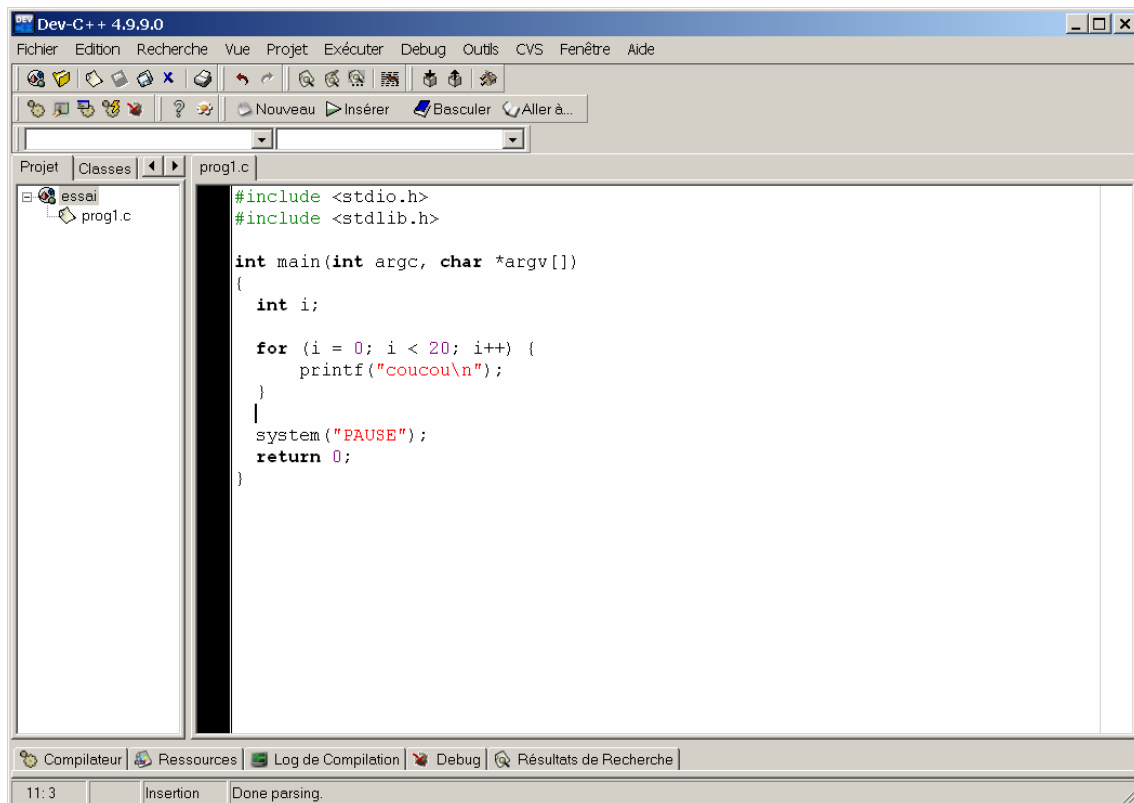 Dev-C++ 4.9.9.0
Fichier Edition Recherche Vue Projet Exécuter Debug Outils CVS Fenêtre Aide
Nouveau Insérer Basculer Aller à...
Projet Classes prog1.c
essai
prog1.c
#include <stdio.h>
#include <stdlib.h>
int main(int argc, char *argv[])
{
int i;
for (i = 0; i < 20; i++) {
printf("coucou\n");
}
system("PAUSE");
return 0;
}
Compilateur Ressources Log de Compilation Debug Résultats de Recherche
11: 3 Insertion Done parsing.